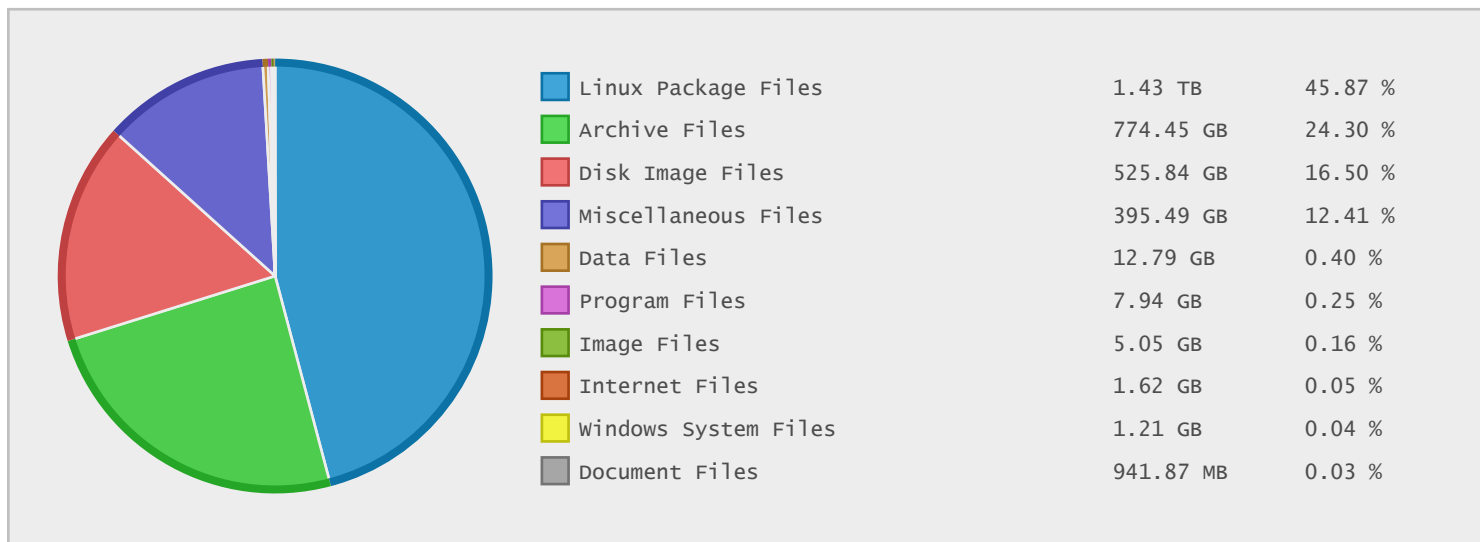 Linux Package Files 1.43 TB 45.87 %
Archive Files 774.45 GB 24.30 %
Disk Image Files 525.84 GB 16.50 %
Miscellaneous Files 395.49 GB 12.41 %
Data Files 12.79 GB 0.40 %
Program Files 7.94 GB 0.25 %
Image Files 5.05 GB 0.16 %
Internet Files 1.62 GB 0.05 %
Windows System Files 1.21 GB 0.04 %
Document Files 941.87 MB 0.03 %